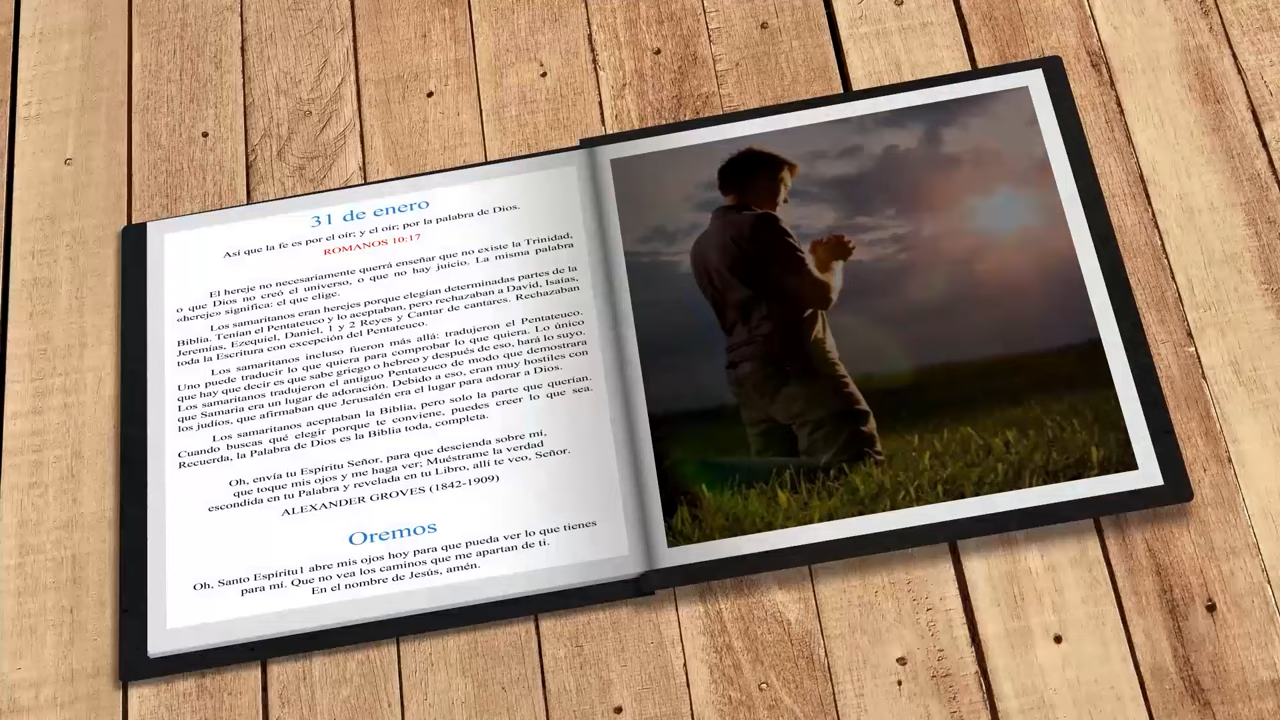 31 de enero
Así que la fe es por el oír; y el oír; por la palabra de Dios.
ROMANOS 10:17
El hereje no necesariamente querrá enseñar que no existe la Trinidad,
o que Dios no creó el universo, o que no hay juicio. La misma palabra
«hereje» significa: el que elige.
Los samaritanos eran herejes porque elegían determinadas partes de la
Biblia. Tenían el Pentateuco y lo aceptaban, pero rechazaban a David, Isaías,
Jeremías, Ezequiel, Daniel, 1 y 2 Reyes y Cantar de cantares. Rechazaban
toda la Escritura con excepción del Pentateuco.
Los samaritanos incluso fueron más allá: tradujeron el Pentateuco.
Uno puede traducir lo que quiera para comprobar lo que quiera. Lo único
que hay que decir es que sabe griego o hebreo y después de eso, hará lo suyo.
Los samaritanos tradujeron el antiguo Pentateuco de modo que demostrara
que Samaria era un lugar de adoración. Debido a eso, eran muy hostiles con
los judíos, que afirmaban que Jerusalén era el lugar para adorar a Dios.
Los samaritanos aceptaban la Biblia, pero solo la parte que querían.
Cuando buscas qué elegir porque te conviene, puedes creer lo que sea.
Recuerda, la Palabra de Dios es la Biblia toda, completa.
Oh, envía tu Espíritu Señor, para que descienda sobre mí,
que toque mis ojos y me haga ver; Muéstrame la verdad
escondida en tu Palabra y revelada en tu Libro, allí te veo, Señor.
ALEXANDER GROVES (1842-1909)
Oremos
Oh, Santo Espíritu1 abre mis ojos hoy para que pueda ver lo que tienes
para mí. Que no vea los caminos que me apartan de ti.
En el nombre de Jesús, amén.